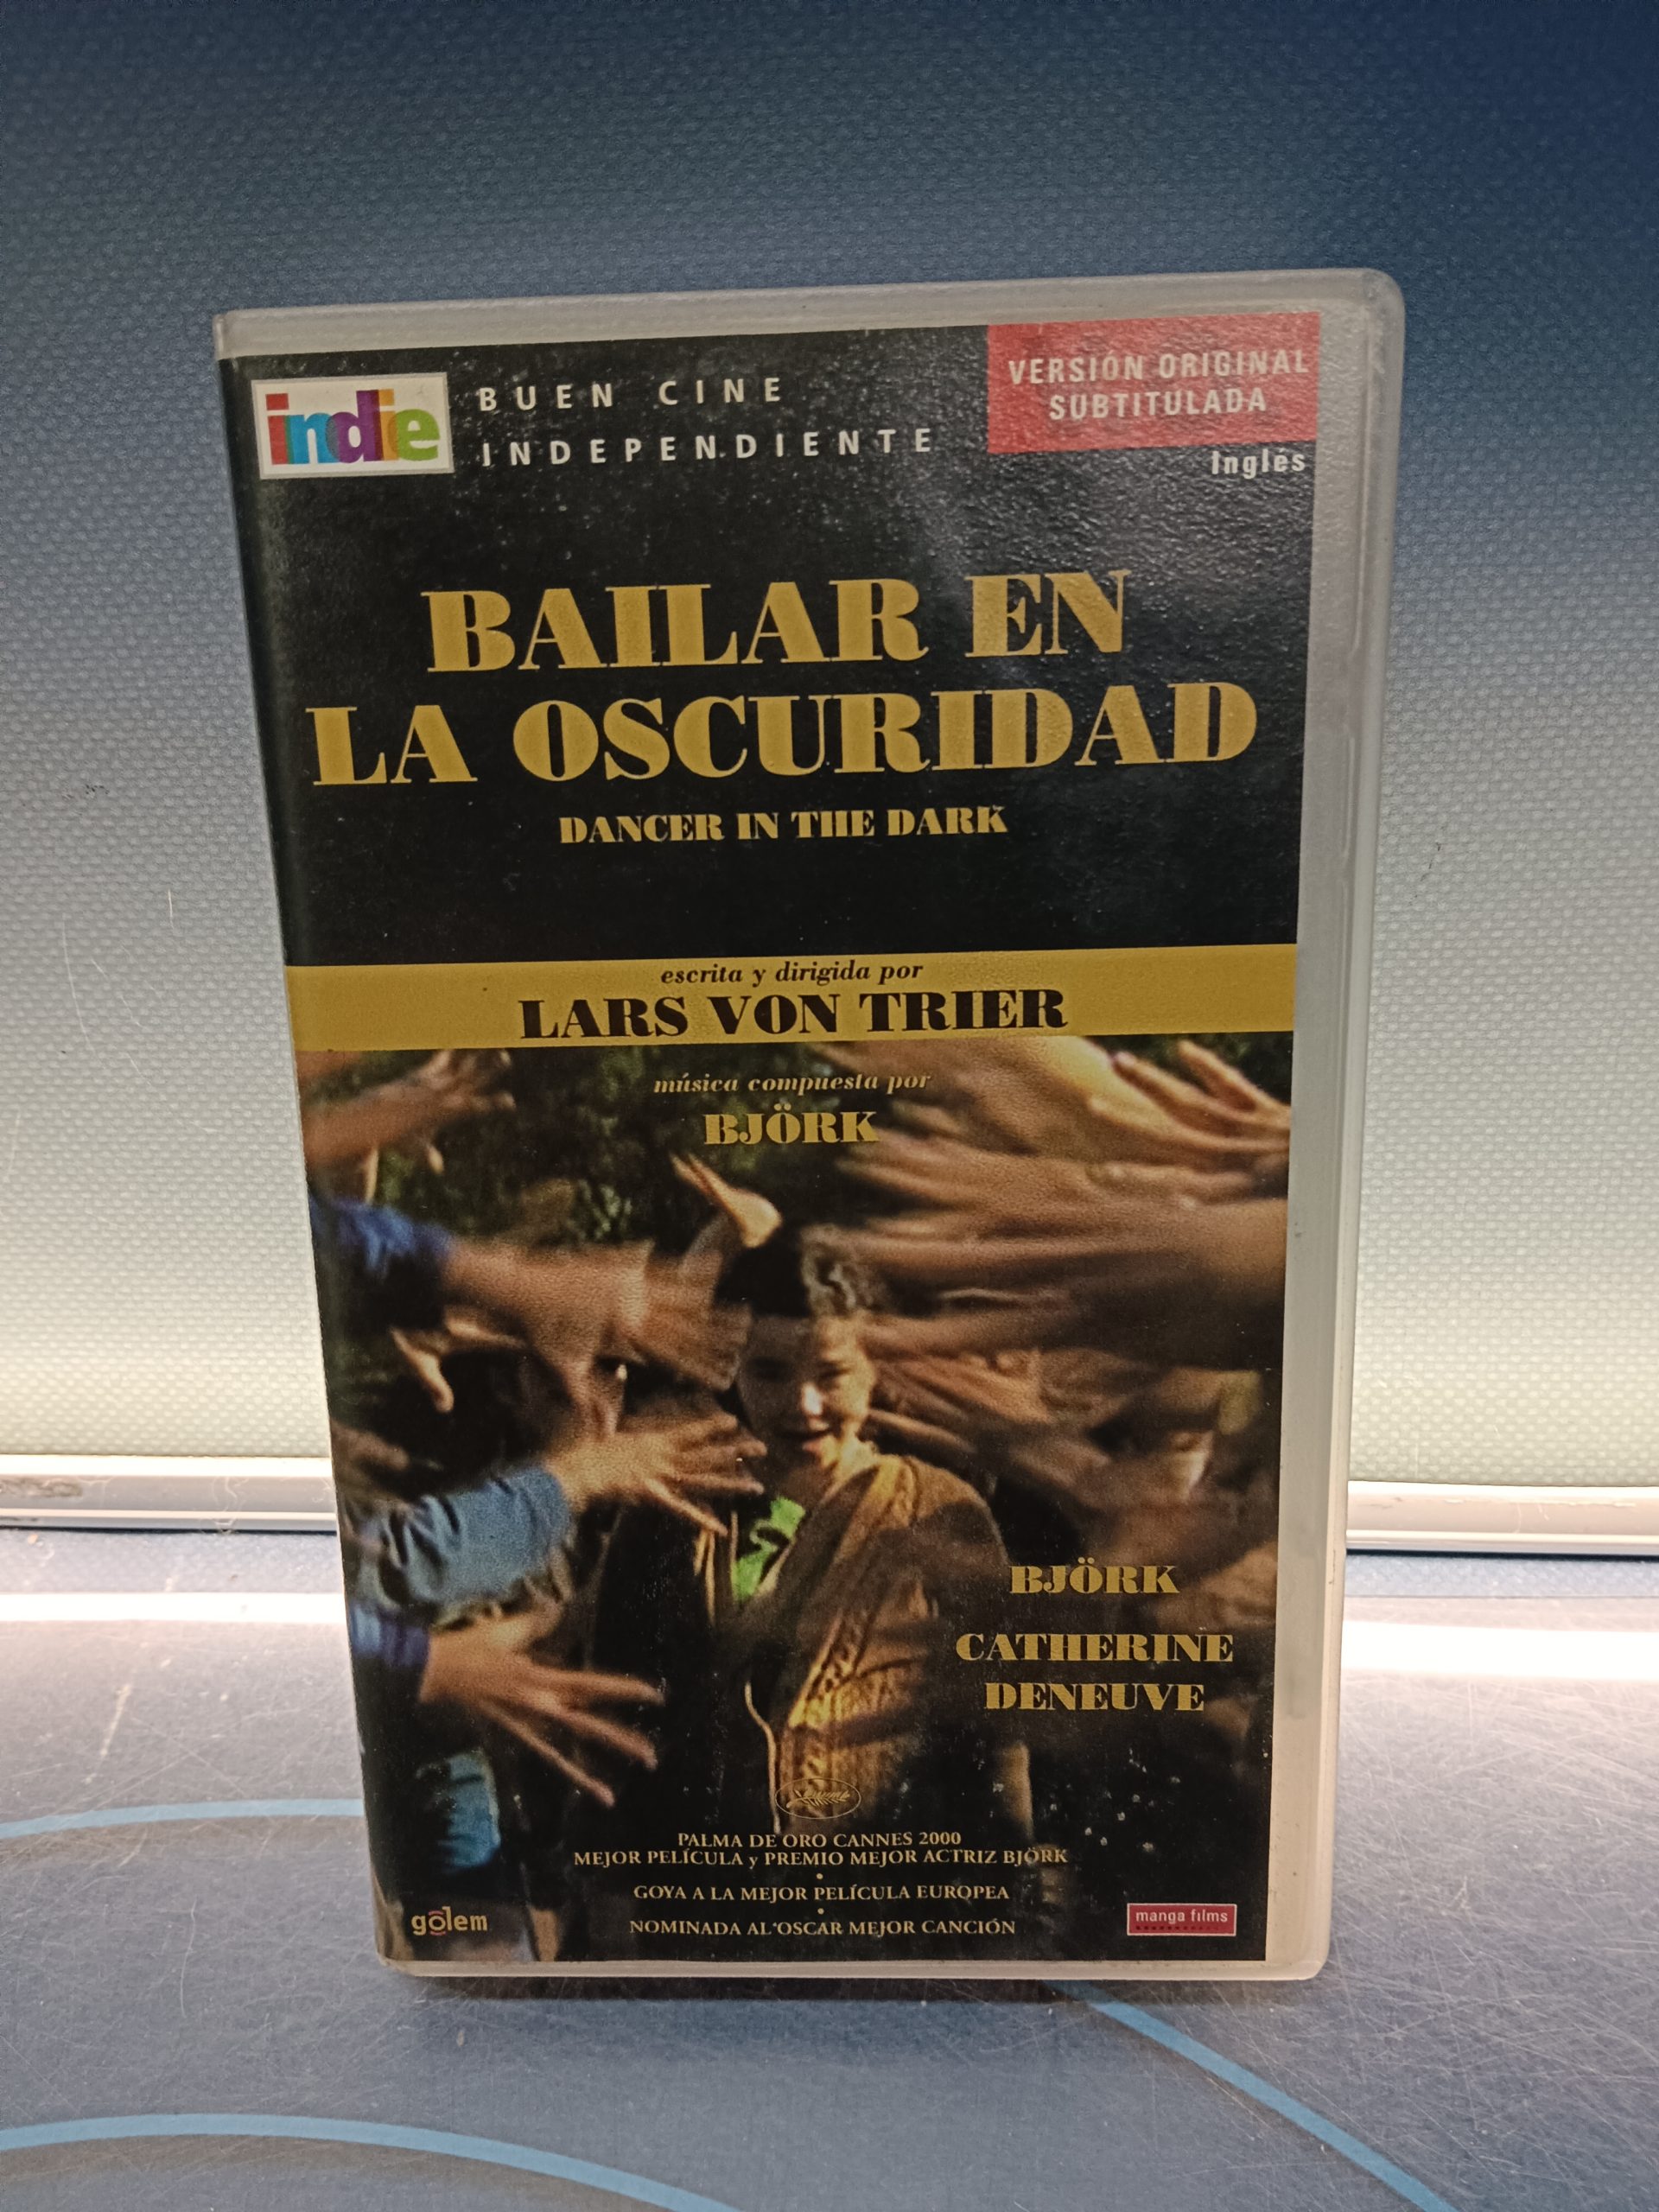 indie
BUEN CINE
INDEPENDIENTE
VERSIÓN ORIGINAL
SUBTITULADA
Inglés
BAILAR EN
LA OSCURIDAD
DANCER IN THE DARK
escrita y dirigida por
LARS VON TRIER
música compuesta por
BJÖRK
BJÖRK
CATHERINE
DENEUVE
PALMA DE ORO CANNES 2000
MEJOR PELÍCULA y PREMIO MEJOR ACTRIZ BJÖRK
•
GOYA A LA MEJOR PELÍCULA EUROPEA
•
NOMINADA AL OSCAR MEJOR CANCIÓN
golem
manga films